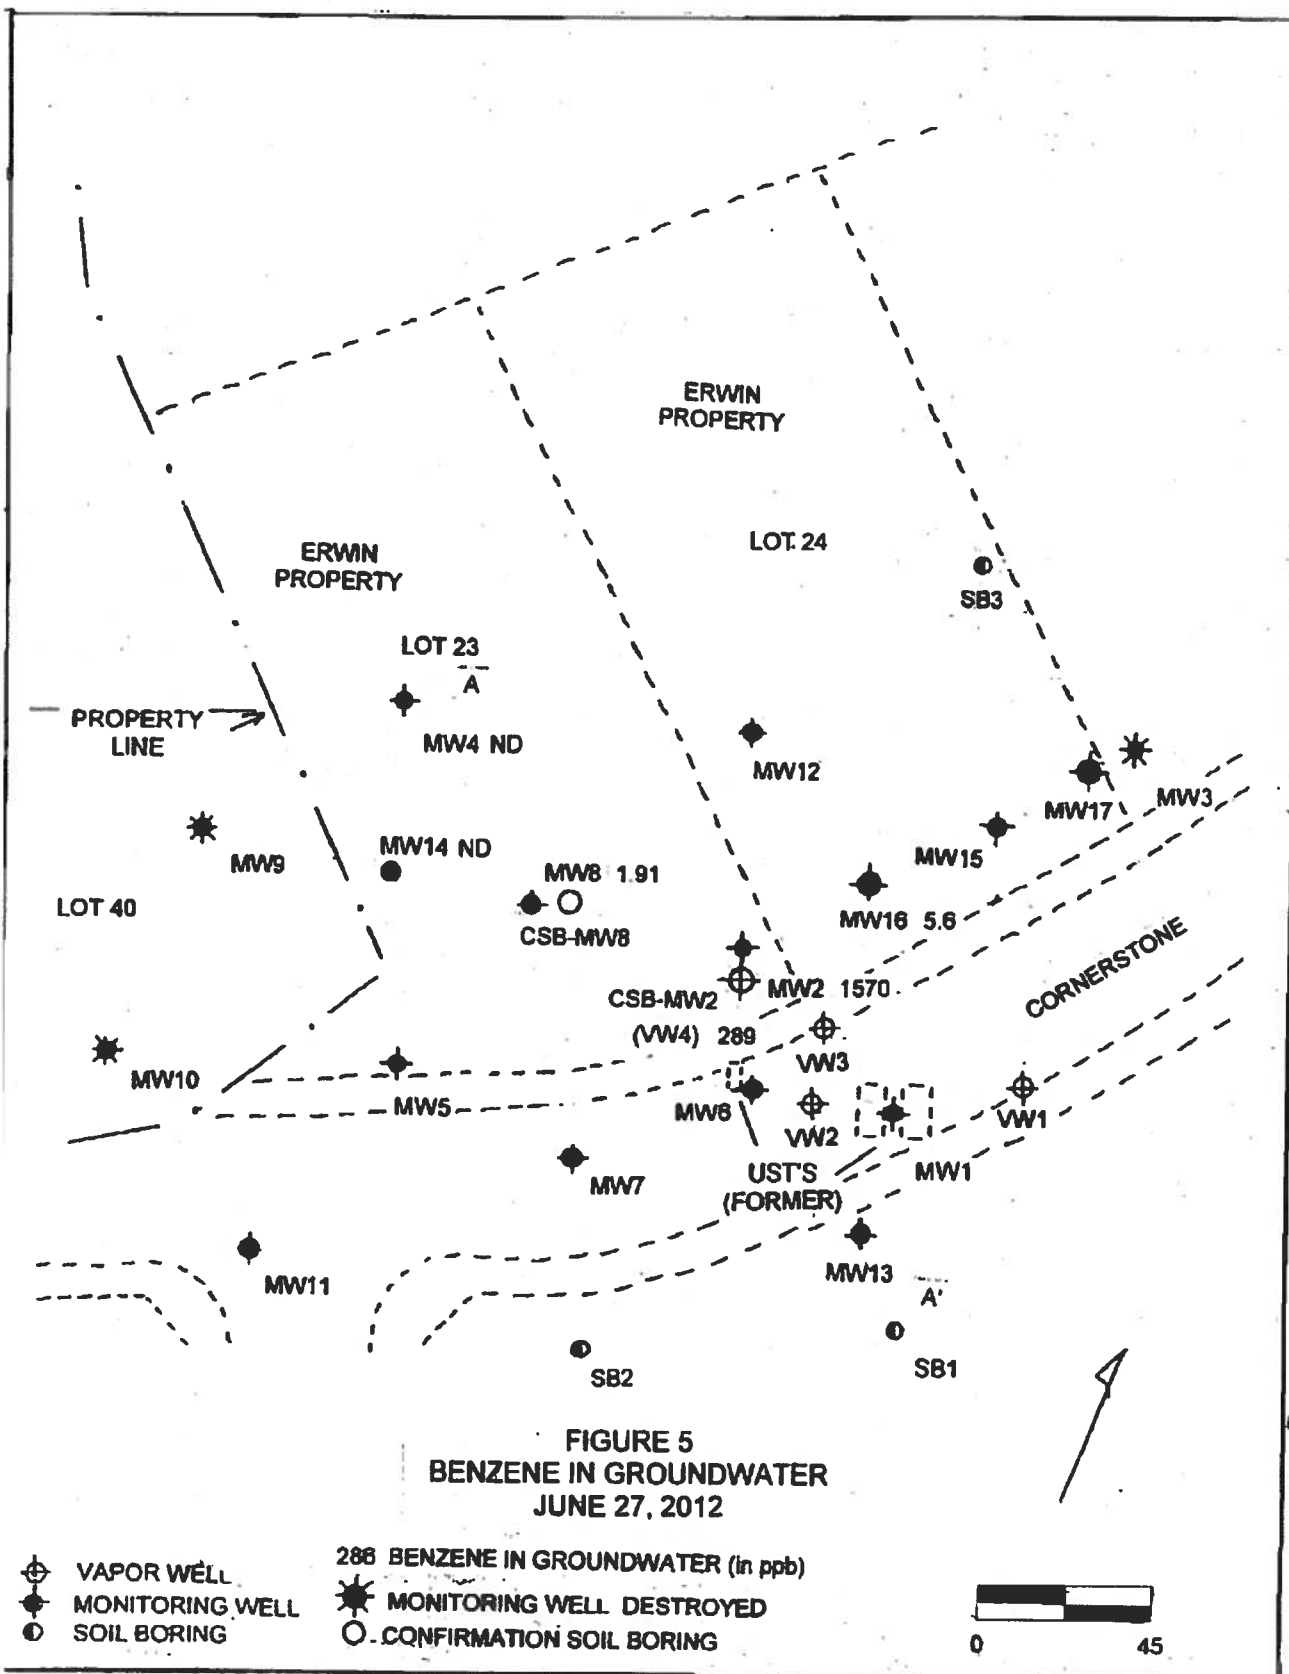 ERWIN
PROPERTY
LOT 24
SB3
ERWIN
PROPERTY
LOT 23
A
MW4 ND
PROPERTY
LINE
MW12
MW17
MW3
MW9
MW14 ND
MW15
MW8 1.91
LOT 40
CSB-MW8
MW16 5.6
CORNERSTONE
CSB-MW2
MW2 1570
(VW4) 289
VW3
MW10
MW5
MW6
VW2
VW1
MW7
UST'S
(FORMER)
MW1
MW11
MW13
A'
SB2
SB1
FIGURE 5
BENZENE IN GROUNDWATER
JUNE 27, 2012
286 BENZENE IN GROUNDWATER (in ppb)
VAPOR WELL
MONITORING WELL
MONITORING WELL DESTROYED
SOIL BORING
CONFIRMATION SOIL BORING
0 45